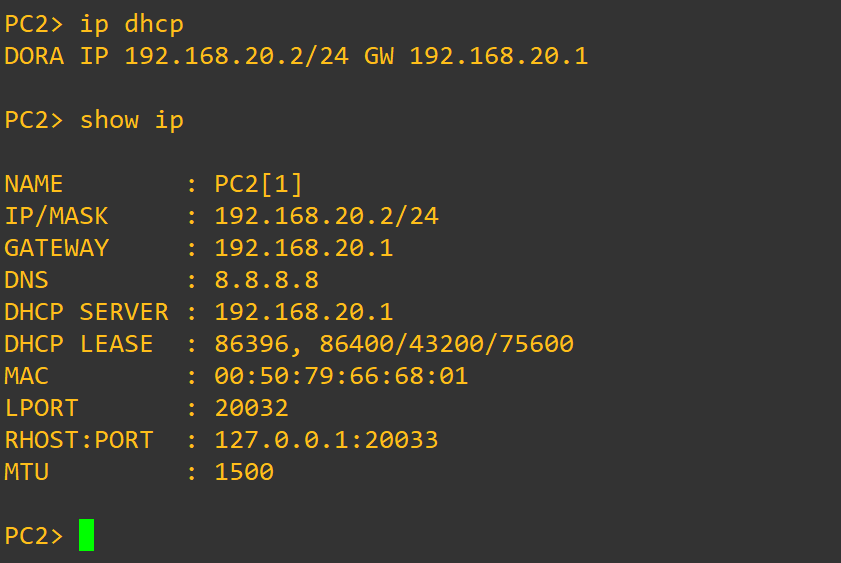 PC2> ip dhcp
DORA IP 192.168.20.2/24 GW 192.168.20.1
PC2> show ip
NAME        : PC2[1]
IP/MASK     : 192.168.20.2/24
GATEWAY     : 192.168.20.1
DNS         : 8.8.8.8
DHCP SERVER : 192.168.20.1
DHCP LEASE  : 86396, 86400/43200/75600
MAC         : 00:50:79:66:68:01
LPORT       : 20032
RHOST:PORT  : 127.0.0.1:20033
MTU         : 1500
PC2>